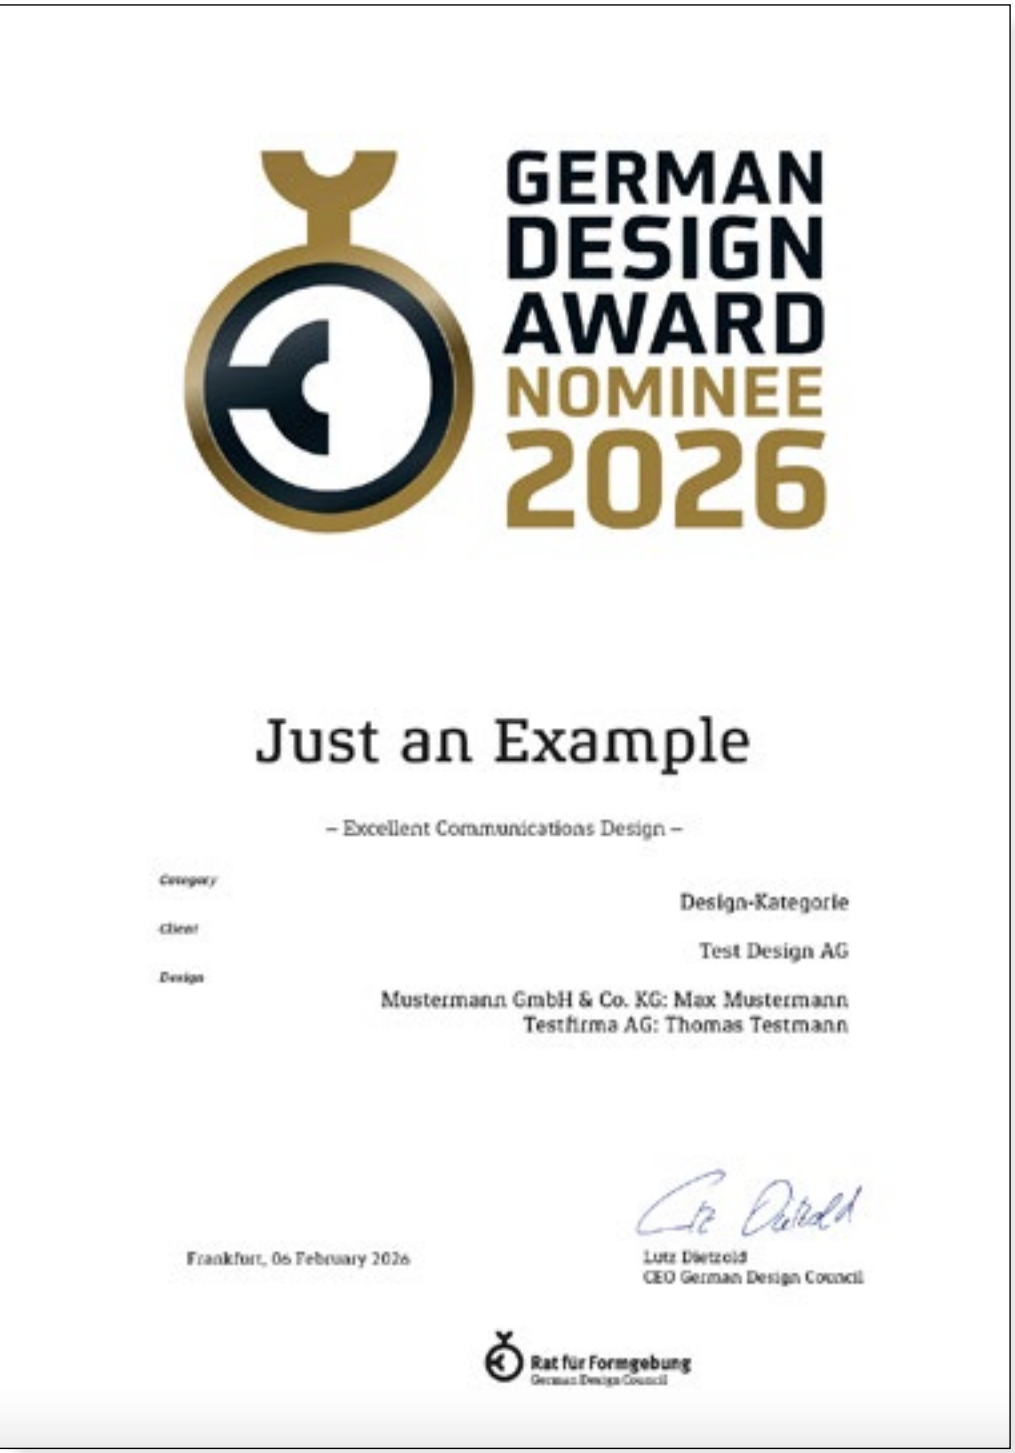 GERMAN
DESIGN
AWARD
NOMINEE
2026
Just an Example
– Excellent Communications Design –
Category
Design-Kategorie
Client
Test Design AG
Design
Mustermann GmbH & Co. KG: Max Mustermann
Testfirma AG: Thomas Testmann
Frankfurt, 06 February 2026
Lutz Dietzold
CEO German Design Council
Rat für Formgebung
German Design Council